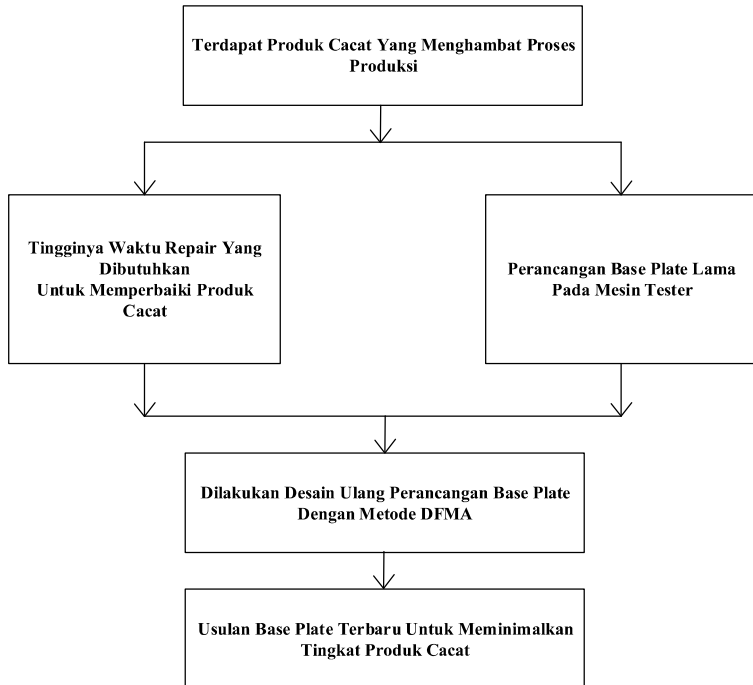 Terdapat Produk Cacat Yang Menghambat Proses
Produksi
Tingginya Waktu Repair Yang
Dibutuhkan
Untuk Memperbaiki Produk
Cacat
Perancangan Base Plate Lama
Pada Mesin Tester
Dilakukan Desain Ulang Perancangan Base Plate
Dengan Metode DFMA
Usulan Base Plate Terbaru Untuk Meminimalkan
Tingkat Produk Cacat